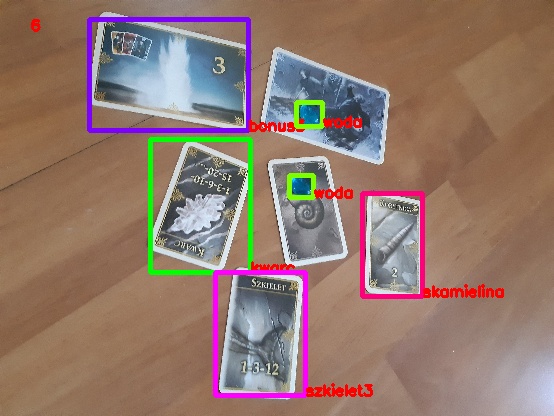 6
3
bonus3
woda
1-3-6-10-
15-20...
KWARC
woda
kwarc
2
skamielina
SZKIELET
1-3-12
szkielet3